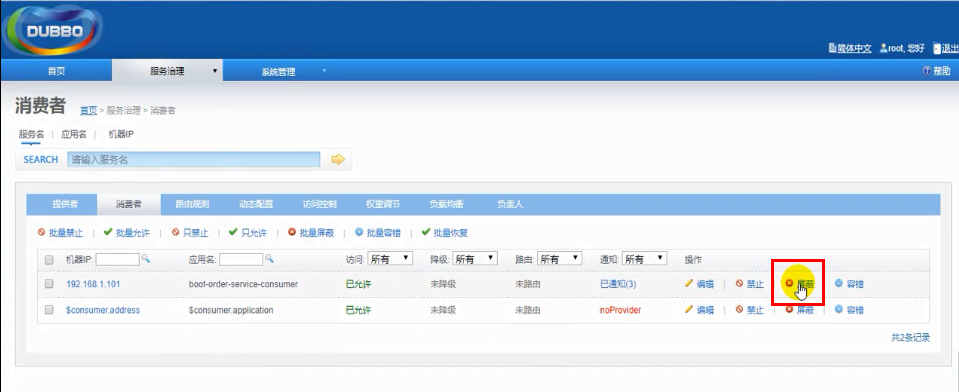 DUBBO
简体中文 root, 您好 退出
首页 服务治理 ▼ 系统管理 ▼ 帮助
消费者 首页 > 服务治理 > 消费者
服务名 | 应用名 | 机器IP
SEARCH 请输入服务名
提供者 消费者 路由规则 动态配置 访问控制 权重调节 负载均衡 负责人
批量禁止 | 批量允许 | 只禁止 | 只允许 | 批量屏蔽 | 批量容错 | 批量恢复
机器IP: 应用名: 访问: 所有 降级: 所有 路由: 所有 通知: 所有 操作
192.168.1.101 boot-order-service-consumer 已允许 未降级 未路由 已通知(3) 编辑 | 禁止 | 屏蔽 | 容错
$consumer.address $consumer.application 已允许 未降级 未路由 noProvider 编辑 | 禁止 | 屏蔽 | 容错
共2条记录